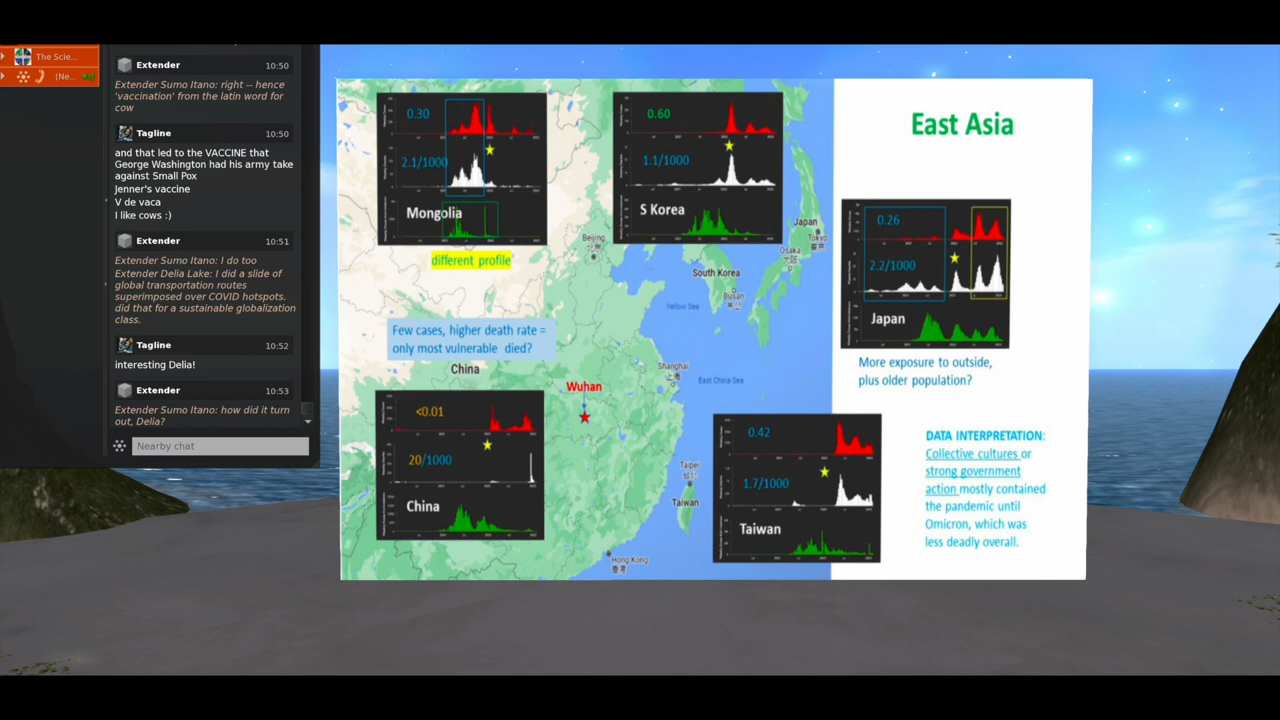 The Scie...
(Ne...
Extender 10:50
Extender Sumo Itano: right -- hence
'vaccination' from the latin word for
cow
Tagline 10:50
and that led to the VACCINE that
George Washington had his army take
against Small Pox
Jenner's vaccine
V de vaca
I like cows :)
Extender 10:51
Extender Sumo Itano: I do too
Extender Delia Lake: I did a slide of
global transportation routes
superimposed over COVID hotspots.
did that for a sustainable globalization
class.
Tagline 10:52
interesting Delia!
Extender 10:53
Extender Sumo Itano: how did it turn
out, Delia?
Nearby chat
East Asia
0.30
2.1/1000
Mongolia
different profile
0.60
1.1/1000
S Korea
0.26
2.2/1000
Japan
More exposure to outside,
plus older population?
Few cases, higher death rate =
only most vulnerable died?
China
<0.01
20/1000
China
0.42
1.7/1000
Taiwan
Wuhan
Beijing
北京
South Korea
Busan
부산
Japan
Tokyo
Osaka
Yellow Sea
Shanghai
上海
East China Sea
Taipei
Taiwan
Hong Kong
香港
DATA INTERPRETATION:
Collective cultures or
strong government
action mostly contained
the pandemic until
Omicron, which was
less deadly overall.